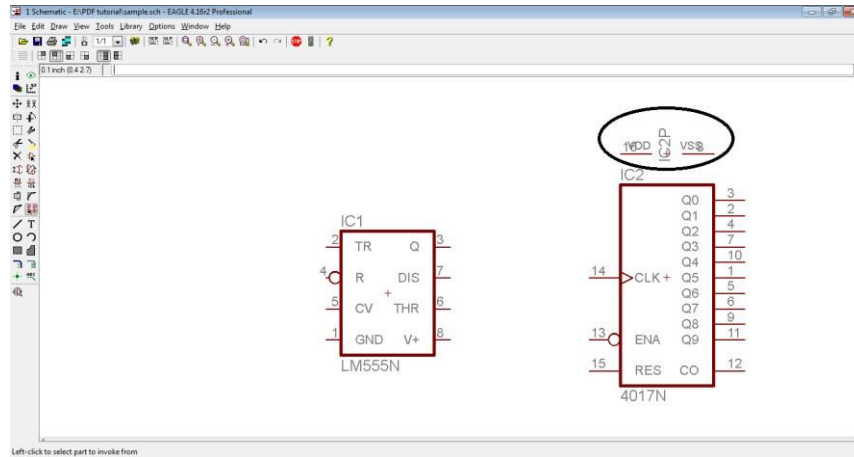 1 Schematic - E:\PDF tutorial\sample.sch - EAGLE 4.16r2 Professional
File Edit Draw View Tools Library Options Window Help
1/1
0.1 inch (0.4 2.7)
16 VDD IC2P VSS 8
IC2
Q0 3
Q1 2
Q2 4
Q3 7
Q4 10
14 CLK Q5 1
Q6 5
Q7 6
Q8 9
13 ENA Q9 11
15 RES CO 12
4017N
IC1
2 TR Q 3
4 R DIS 7
5 CV THR 6
1 GND V+ 8
LM555N
Left-click to select part to invoke from